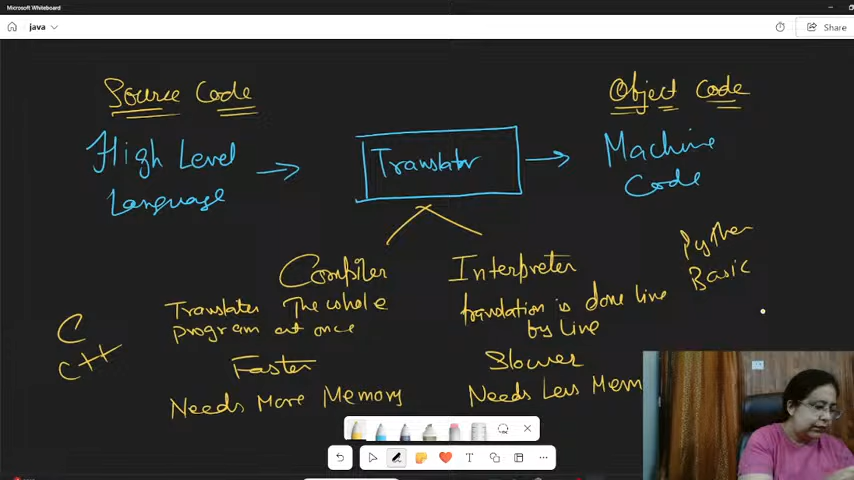 Microsoft Whiteboard
java
Share
Source Code
Object Code
High Level
Language
Translator
Machine
Code
Compiler
Interpreter
Python
Basic
Translates The whole
program at once
translation is done line
by Line
C
C++
Faster
Slower
Needs More Memory
Needs Less Mem